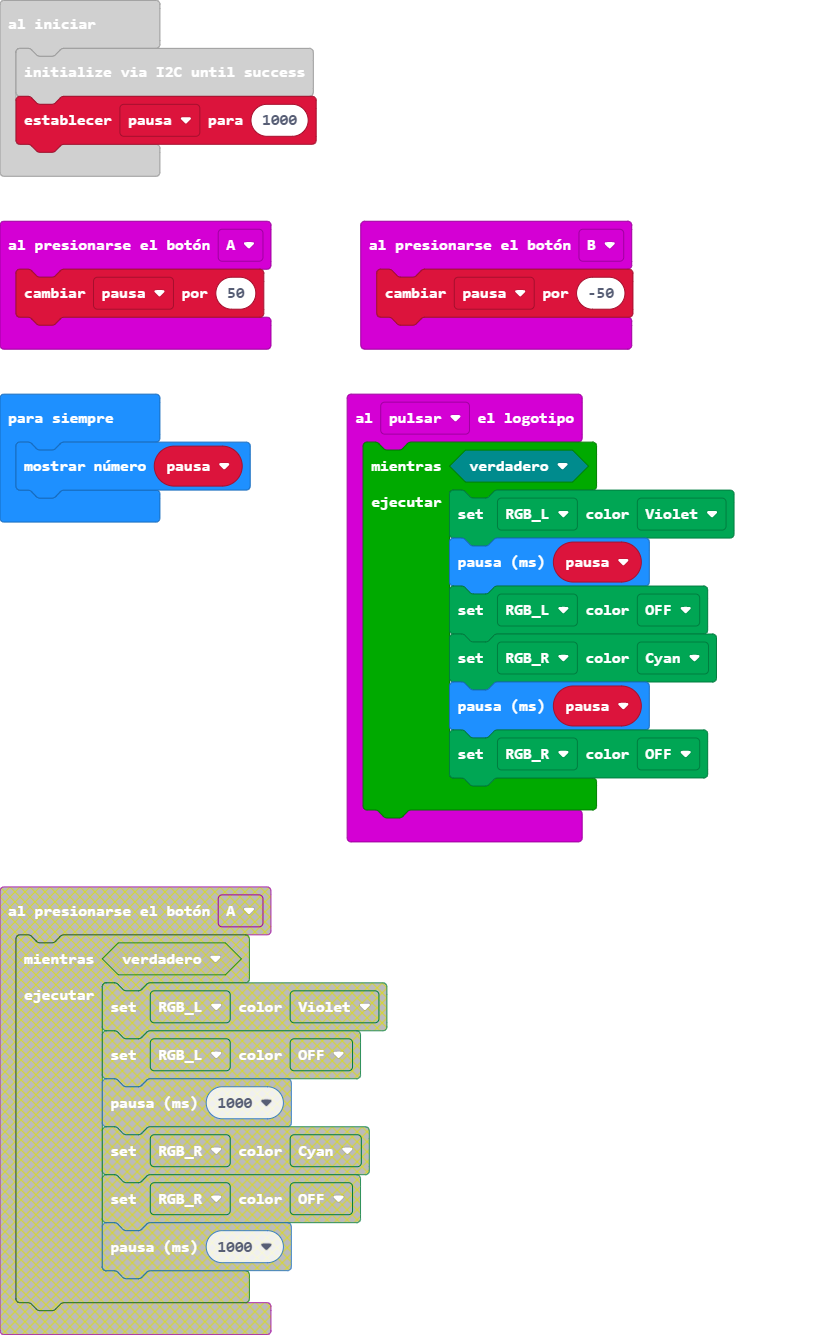 al iniciar
initialize via I2C until success
establecer pausa para 1000
al presionarse el botón A
cambiar pausa por 50
al presionarse el botón B
cambiar pausa por -50
para siempre
mostrar número pausa
al pulsar el logotipo
mientras verdadero
ejecutar
set RGB_L color Violet
pausa (ms) pausa
set RGB_L color OFF
set RGB_R color Cyan
pausa (ms) pausa
set RGB_R color OFF
al presionarse el botón A
mientras verdadero
ejecutar
set RGB_L color Violet
set RGB_L color OFF
pausa (ms) 1000
set RGB_R color Cyan
set RGB_R color OFF
pausa (ms) 1000